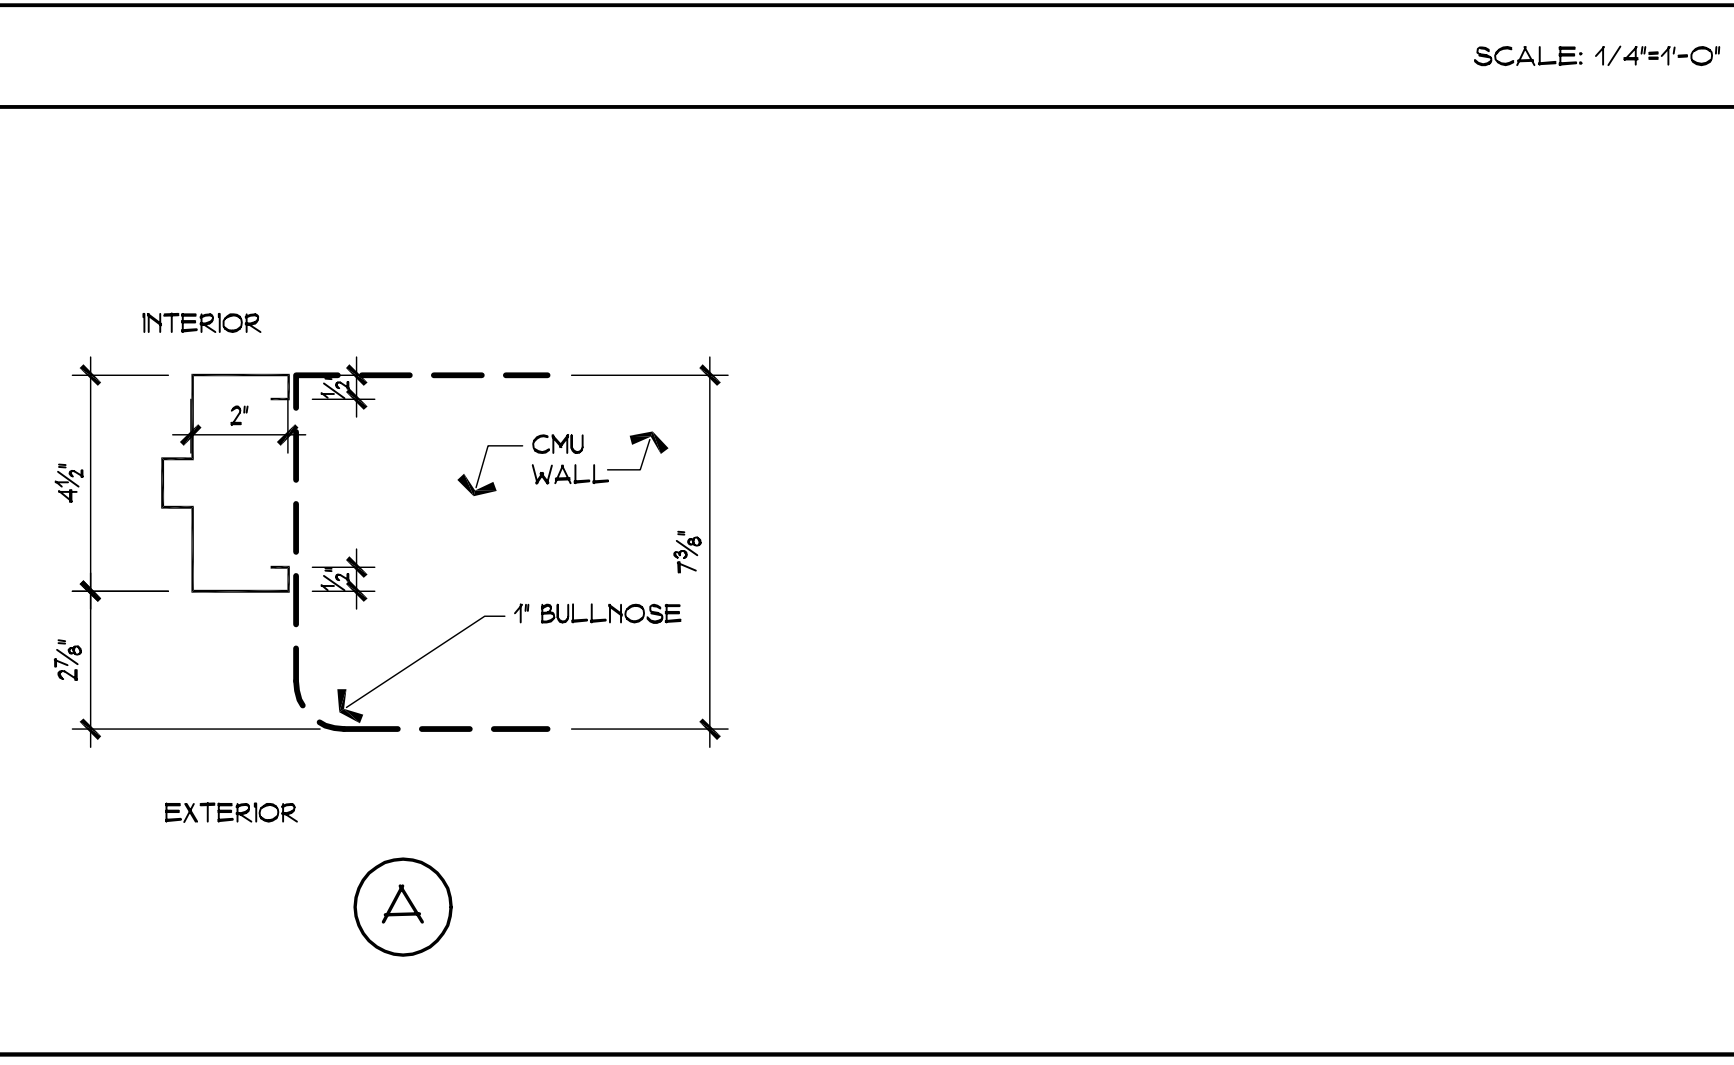 SCALE: 1/4"=1'-0"
INTERIOR
1/2"
2"
CMU
WALL
4 1/2"
7 3/8"
1/2"
1" BULLNOSE
2 7/8"
EXTERIOR
A